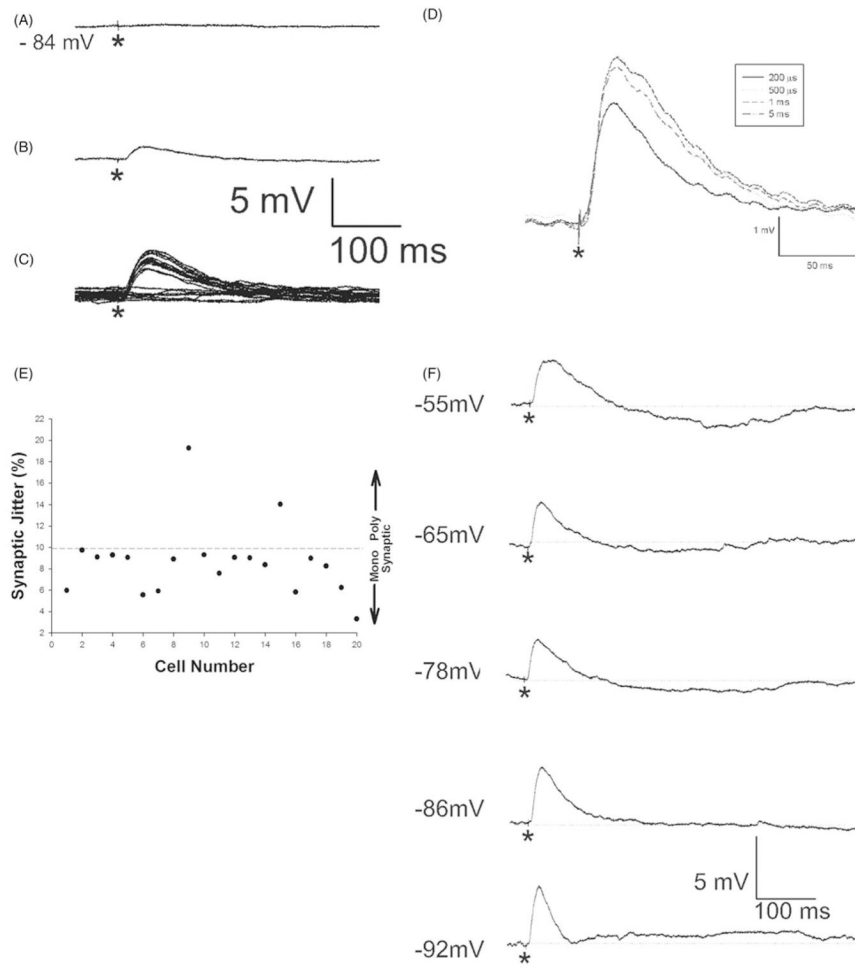 (A)
- 84 mV
*
(B)
*
5 mV
100 ms
(C)
*
(D)
200 µs
500 µs
1 ms
5 ms
*
1 mV
50 ms
(E)
Synaptic Jitter (%)
22
20
18
16
14
12
10
8
6
4
2
0 2 4 6 8 10 12 14 16 18 20
Cell Number
Mono Poly
Synaptic
(F)
-55mV
*
-65mV
*
-78mV
*
-86mV
*
5 mV
100 ms
-92mV
*